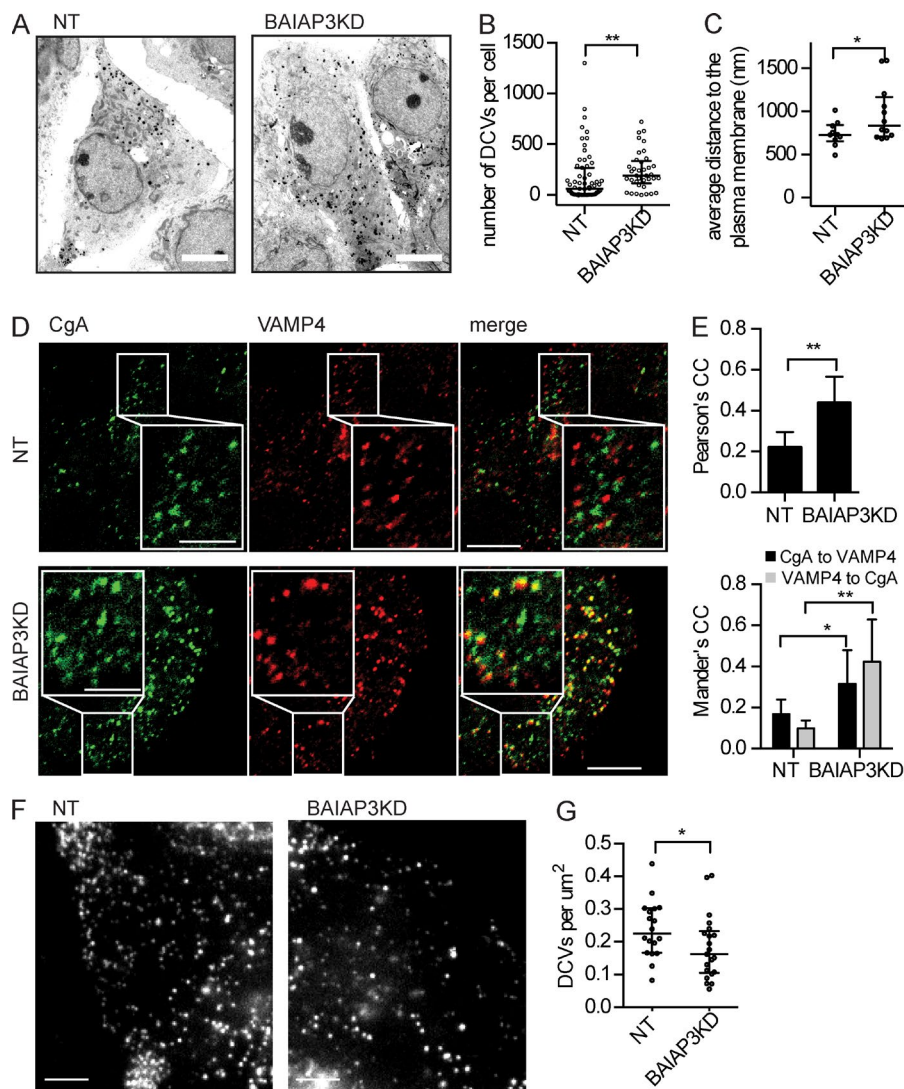 A
NT
BAIAP3KD
B
number of DCVs per cell
1500
1000
500
0
**
NT
BAIAP3KD
C
average distance to the
plasma membrane (nm)
1500
1000
500
0
*
NT
BAIAP3KD
D
CgA
VAMP4
merge
NT
BAIAP3KD
E
Pearson's CC
0.8
0.6
0.4
0.2
0.0
**
NT
BAIAP3KD
CgA to VAMP4
VAMP4 to CgA
Mander's CC
0.8
0.6
0.4
0.2
0.0
**
*
NT
BAIAP3KD
F
NT
BAIAP3KD
G
DCVs per um2
0.5
0.4
0.3
0.2
0.1
0.0
*
NT
BAIAP3KD